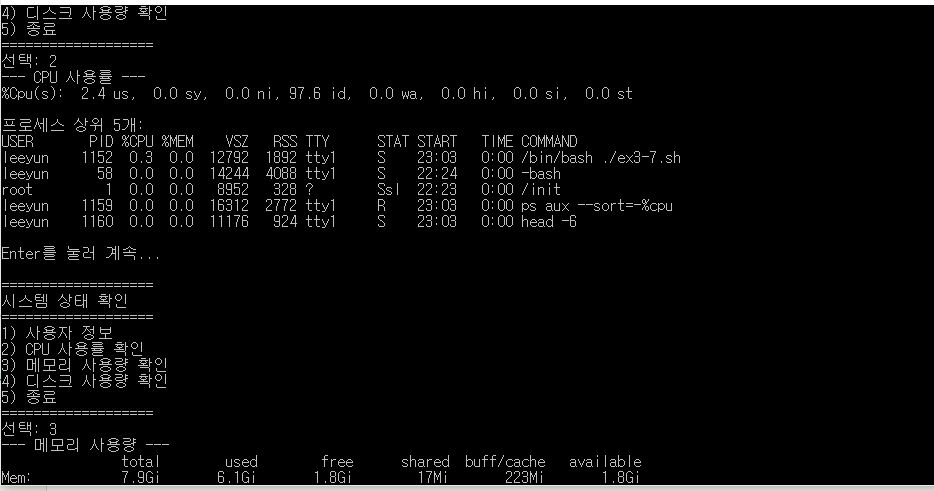 4) 디스크 사용량 확인
5) 종료
===================
선택: 2
--- CPU 사용률 ---
%Cpu(s):  2.4 us,  0.0 sy,  0.0 ni, 97.6 id,  0.0 wa,  0.0 hi,  0.0 si,  0.0 st
프로세스 상위 5개:
USER       PID %CPU %MEM    VSZ   RSS TTY      STAT START   TIME COMMAND
leeyun    1152  0.3  0.0  12792  1892 tty1     S    23:03   0:00 /bin/bash ./ex3-7.sh
leeyun      58  0.0  0.0  14244  4088 tty1     S    22:24   0:00 -bash
root         1  0.0  0.0   8952   328 ?        Ssl  22:23   0:00 /init
leeyun    1159  0.0  0.0  16312  2772 tty1     R    23:03   0:00 ps aux --sort=-%cpu
leeyun    1160  0.0  0.0  11176   924 tty1     S    23:03   0:00 head -6
Enter를 눌러 계속...
===================
시스템 상태 확인
===================
1) 사용자 정보
2) CPU 사용률 확인
3) 메모리 사용량 확인
4) 디스크 사용량 확인
5) 종료
===================
선택: 3
--- 메모리 사용량 ---
               total        used        free      shared  buff/cache   available
Mem:           7.9Gi       6.1Gi       1.8Gi        17Mi       223Mi       1.8Gi